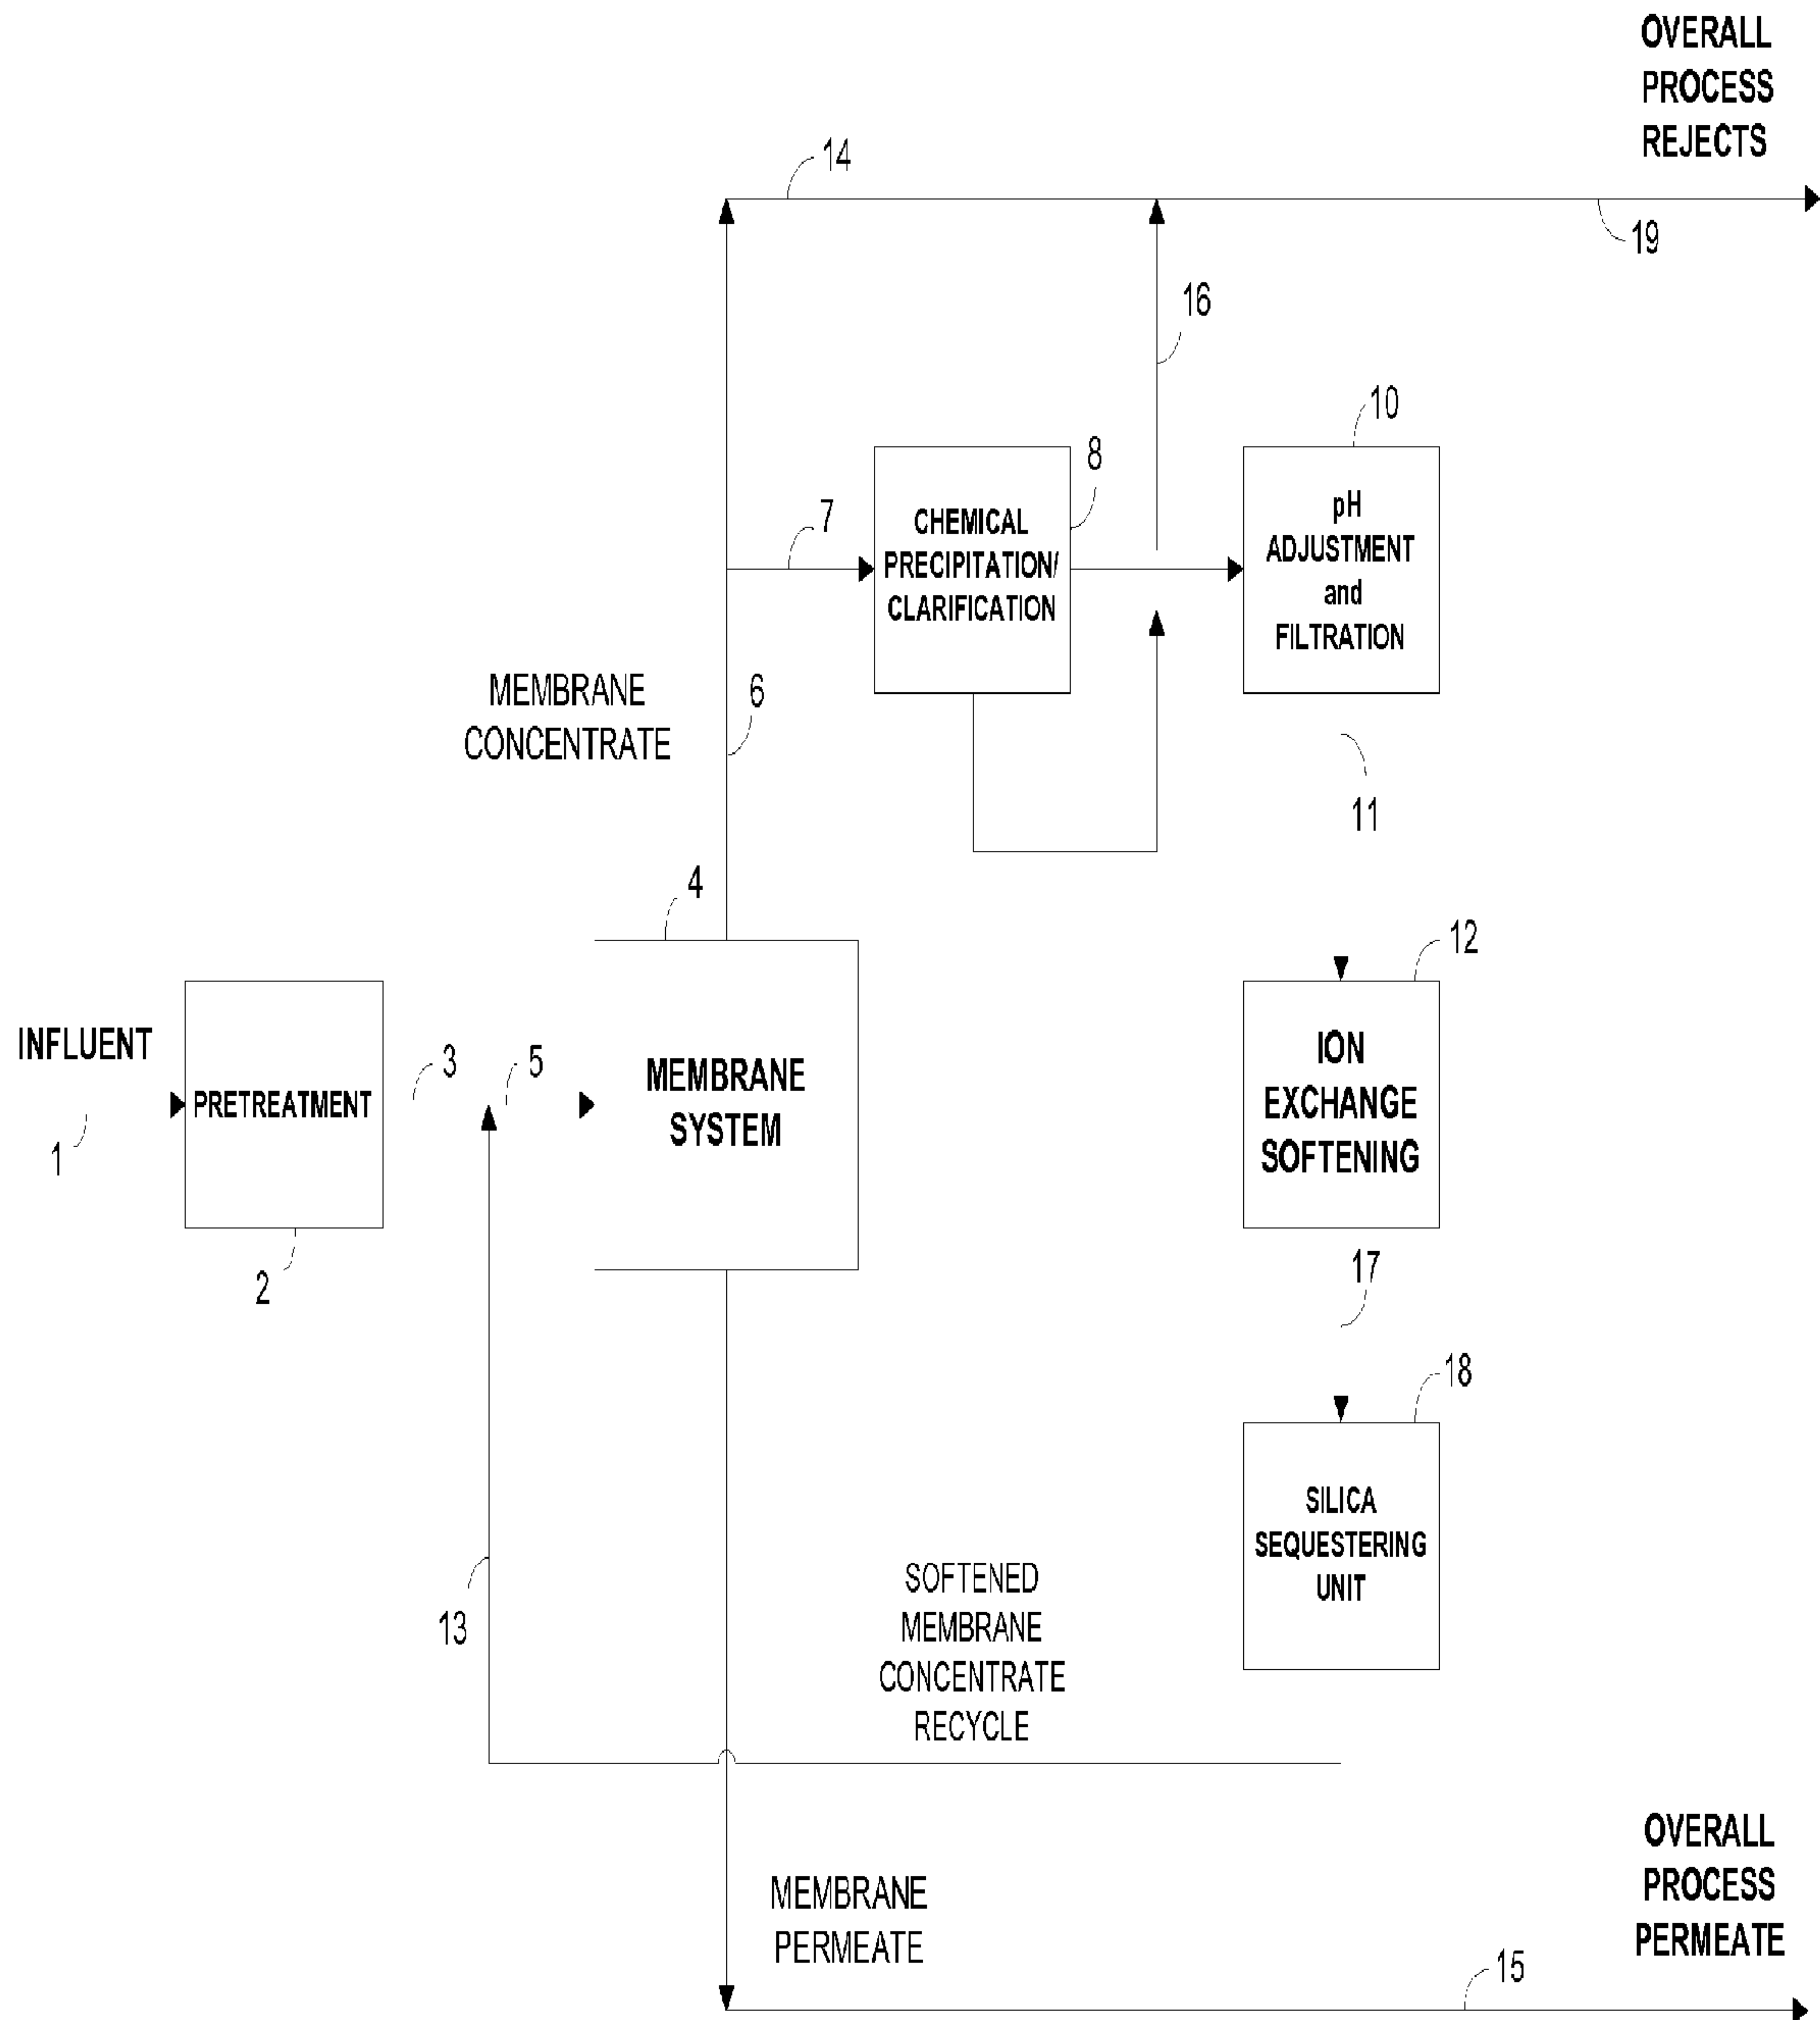 OVERALL
PROCESS
REJECTS
14
19
16
10
8
7
CHEMICAL
PRECIPITATION/
CLARIFICATION
pH
ADJUSTMENT
and
FILTRATION
MEMBRANE
CONCENTRATE
6
11
4
12
INFLUENT
1
PRETREATMENT
2
3
5
MEMBRANE
SYSTEM
ION
EXCHANGE
SOFTENING
17
18
SILICA
SEQUESTERING
UNIT
13
SOFTENED
MEMBRANE
CONCENTRATE
RECYCLE
MEMBRANE
PERMEATE
OVERALL
PROCESS
PERMEATE
15